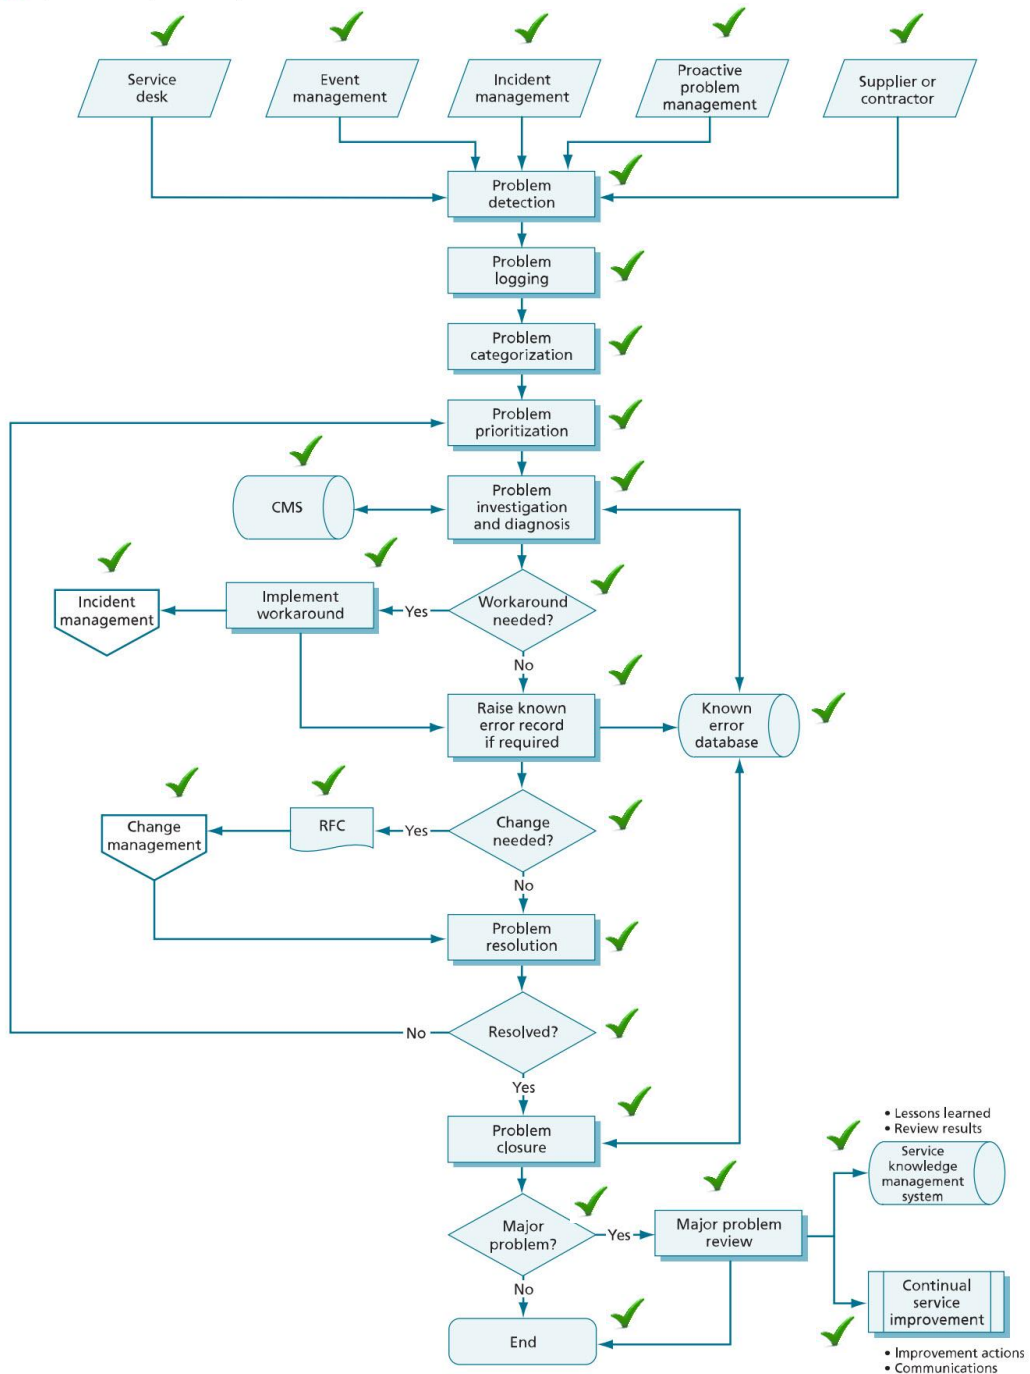 Service
desk
Event
management
Incident
management
Proactive
problem
management
Supplier or
contractor
Problem
detection
Problem
logging
Problem
categorization
Problem
prioritization
CMS
Problem
investigation
and diagnosis
Incident
management
Implement
workaround
Yes
Workaround
needed?
No
Raise known
error record
if required
Known
error
database
Change
management
RFC
Yes
Change
needed?
No
Problem
resolution
No
Resolved?
Yes
Problem
closure
• Lessons learned
• Review results
Service
knowledge
management
system
Major
problem?
Yes
Major problem
review
No
Continual
service
improvement
End
• Improvement actions
• Communications